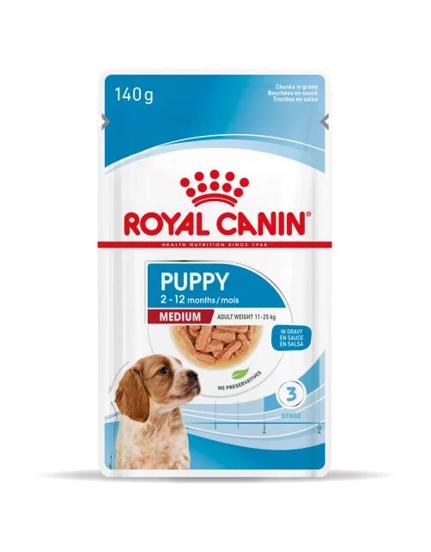 140g
Chunks in gravy
Bouchées en sauce
Trocitos en salsa
ROYAL CANIN®
HEALTH NUTRITION SINCE 1968
PUPPY
2 - 12 months/mois
MEDIUM
ADULT WEIGHT 11-25 kg
IN GRAVY
EN SAUCE
EN SALSA
NO PRESERVATIVES
3
STAGE